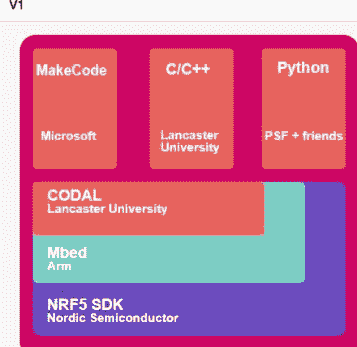 V1
MakeCode
Microsoft
C/C++
Lancaster
University
Python
PSF + friends
CODAL
Lancaster University
Mbed
Arm
NRF5 SDK
Nordic Semiconductor